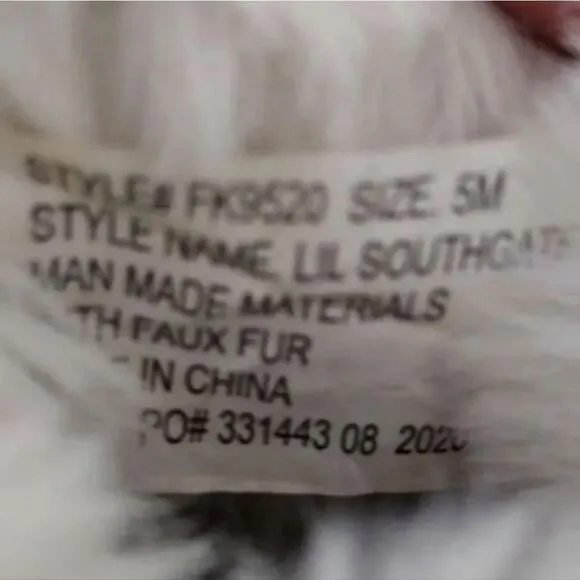 STYLE# FK9520 SIZE. 5M
STYLE NAME. LIL SOUTHGATE
MAN MADE MATERIALS
WITH FAUX FUR
IN CHINA
PO# 331443 08 2020